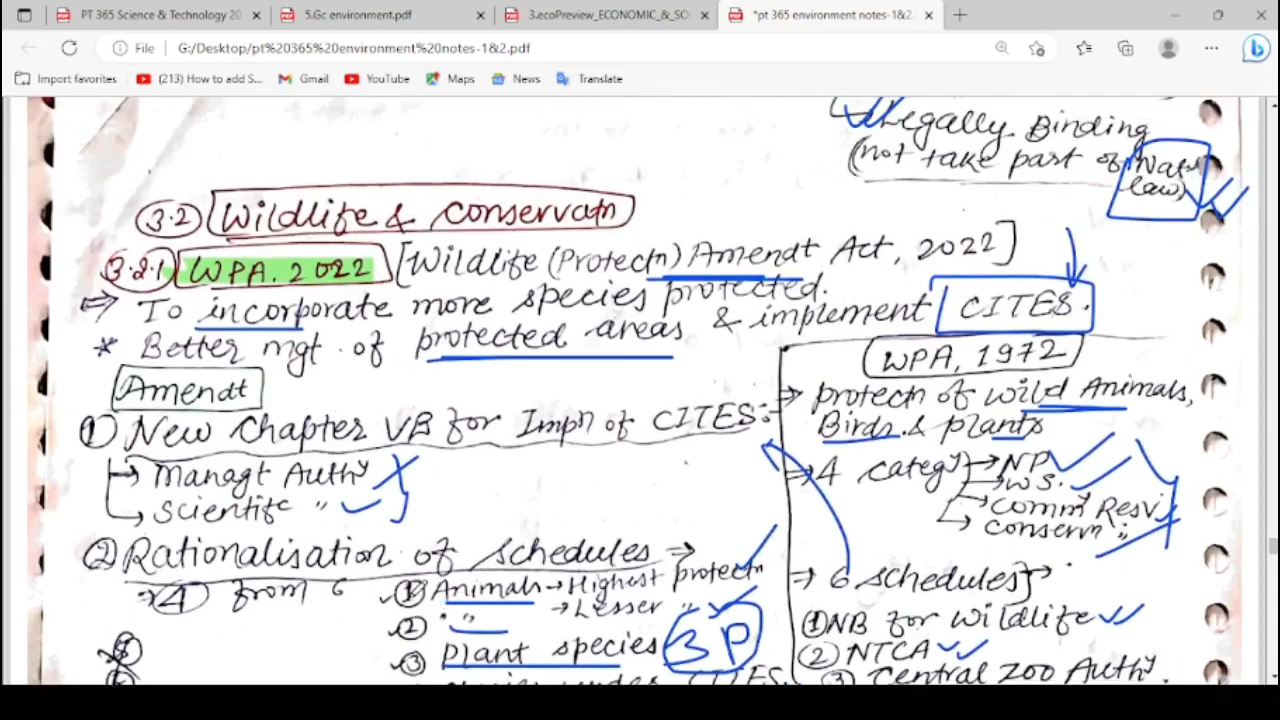 PT 365 Science & Technology 20
5.Gc environment.pdf
3.ecoPreview_ECONOMIC_&_SO
*pt 365 environment notes-1&2.
File
G:/Desktop/pt%20365%20environment%20notes-1&2.pdf
Import favorites
(213) How to add S...
Gmail
YouTube
Maps
News
Translate
Legally Binding
(not take part of Natl law)
3.2 Wildlife & conservatn
3.2.1 WPA. 2022 [Wildlife (Protectn) Amendt Act, 2022]
⇒ To incorporate more species protected.
& implement CITES.
* Better mgt. of protected areas
Amendt
① New Chapter VB for Impn of CITES:-
→ Managt Authy
→ Scientifc "
② Rationalisation of schedules ⇒
⇒ 4 from 6
① Animals → Highest protectn
② " " → Lesser "
③ plant species
3P
CITES
WPA, 1972
⇒ protectn of wild Animals,
Birds & plants
⇒ 4 categy → NP
→ WS.
→ Commy Resv.
→ conservn "
⇒ 6 schedules
① NB for wildlife
② NTCA
③ Central zoo Authy.